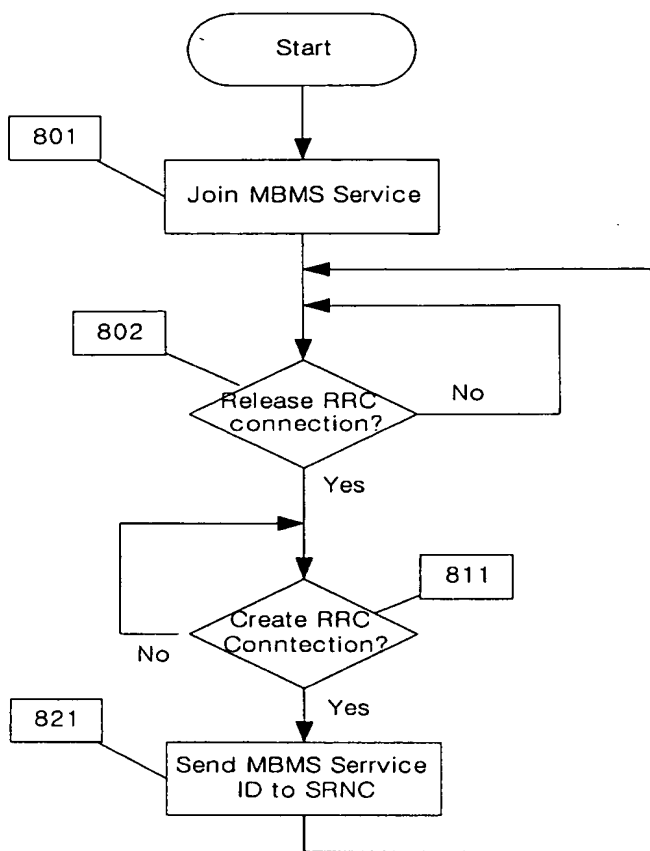 Start
801
Join MBMS Service
802
Release RRC
connection?
No
Yes
811
Create RRC
Conntection?
No
Yes
821
Send MBMS Serrvice
ID to SRNC